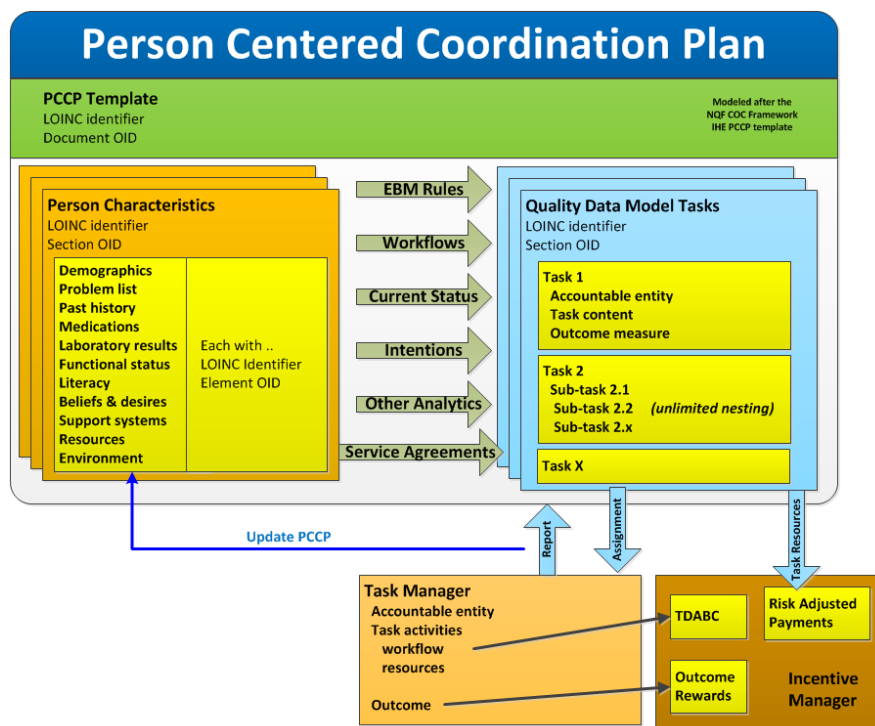 Person Centered Coordination Plan
PCCP Template
LOINC identifier
Document OID
Modeled after the
NQF COC Framework
IHE PCCP template
Person Characteristics
LOINC identifier
Section OID
Demographics
Problem list
Past history
Medications
Laboratory results
Functional status
Literacy
Beliefs & desires
Support systems
Resources
Environment
Each with ..
LOINC Identifier
Element OID
EBM Rules
Workflows
Current Status
Intentions
Other Analytics
Service Agreements
Quality Data Model Tasks
LOINC identifier
Section OID
Task 1
Accountable entity
Task content
Outcome measure
Task 2
Sub-task 2.1
Sub-task 2.2 (unlimited nesting)
Sub-task 2.x
Task X
Update PCCP
Report
Assignment
Task Resources
Task Manager
Accountable entity
Task activities
workflow
resources
Outcome
TDABC
Risk Adjusted
Payments
Outcome
Rewards
Incentive
Manager